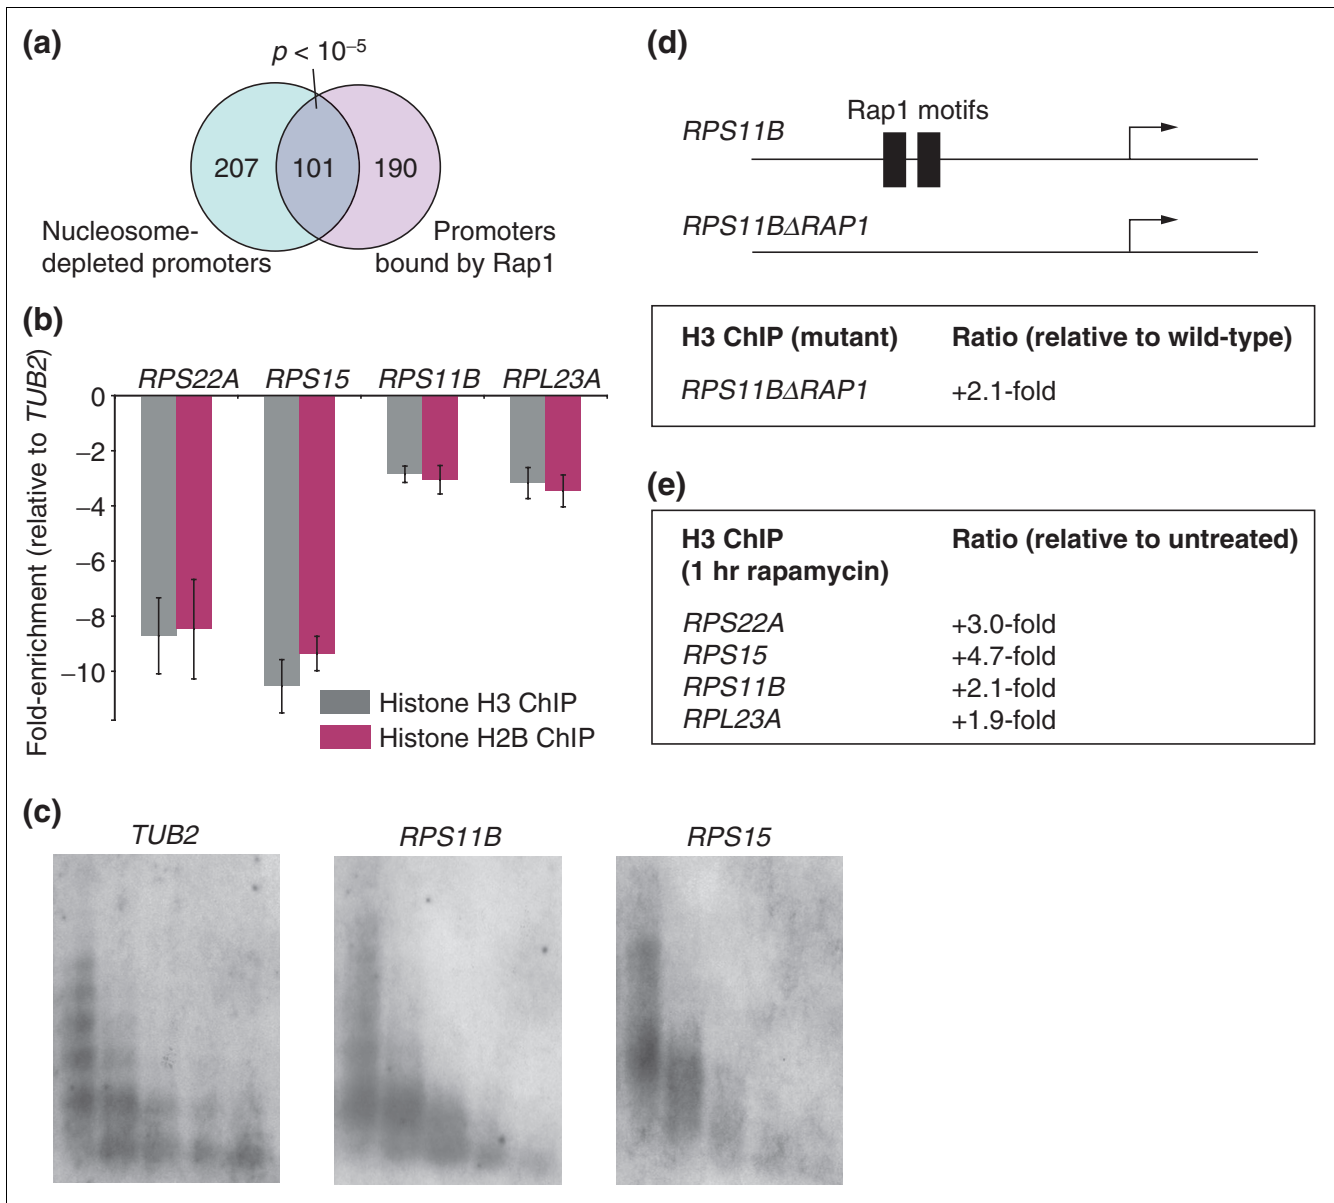 (a)
p < 10–5
207 101 190
Nucleosome-
depleted promoters
Promoters
bound by Rap1
(b)
Fold-enrichment (relative to TUB2)
RPS22A RPS15 RPS11B RPL23A
0
–2
–4
–6
–8
–10
Histone H3 ChIP
Histone H2B ChIP
(c)
TUB2 RPS11B RPS15
(d)
Rap1 motifs
RPS11B
RPS11BΔRAP1
H3 ChIP (mutant) Ratio (relative to wild-type)
RPS11BΔRAP1 +2.1-fold
(e)
H3 ChIP Ratio (relative to untreated)
(1 hr rapamycin)
RPS22A +3.0-fold
RPS15 +4.7-fold
RPS11B +2.1-fold
RPL23A +1.9-fold